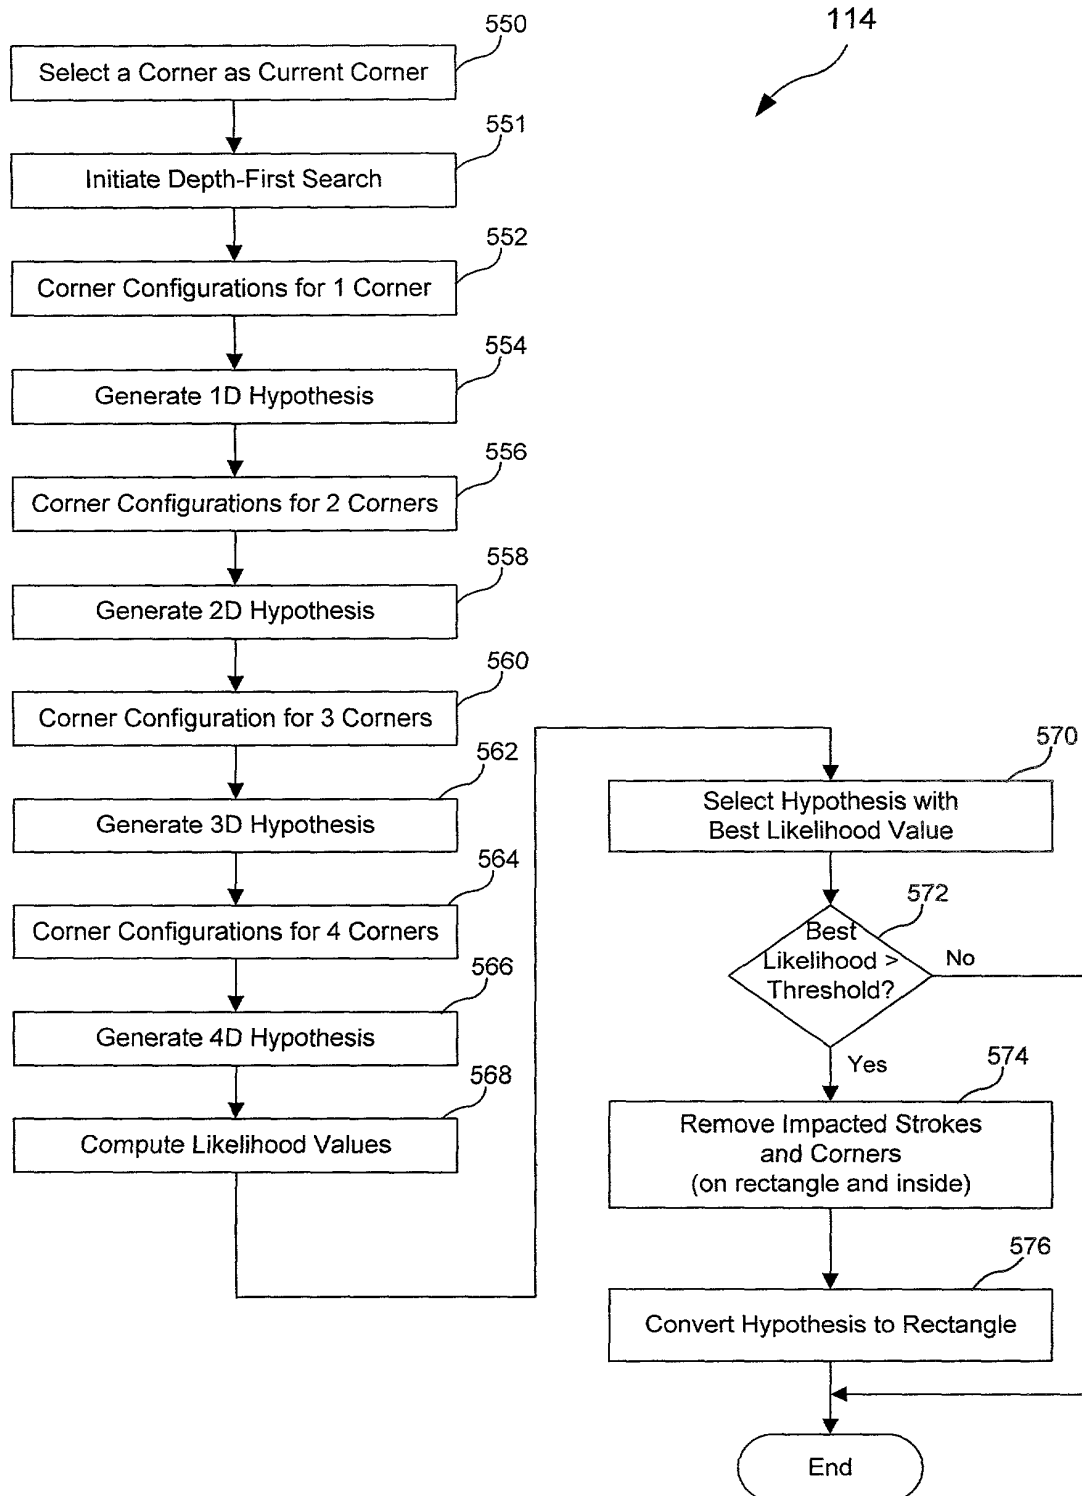 114
550
Select a Corner as Current Corner
551
Initiate Depth-First Search
552
Corner Configurations for 1 Corner
554
Generate 1D Hypothesis
556
Corner Configurations for 2 Corners
558
Generate 2D Hypothesis
560
Corner Configuration for 3 Corners
562
Generate 3D Hypothesis
564
Corner Configurations for 4 Corners
566
Generate 4D Hypothesis
568
Compute Likelihood Values
570
Select Hypothesis with
Best Likelihood Value
572
Best
Likelihood >
Threshold?
No
Yes
574
Remove Impacted Strokes
and Corners
(on rectangle and inside)
576
Convert Hypothesis to Rectangle
End